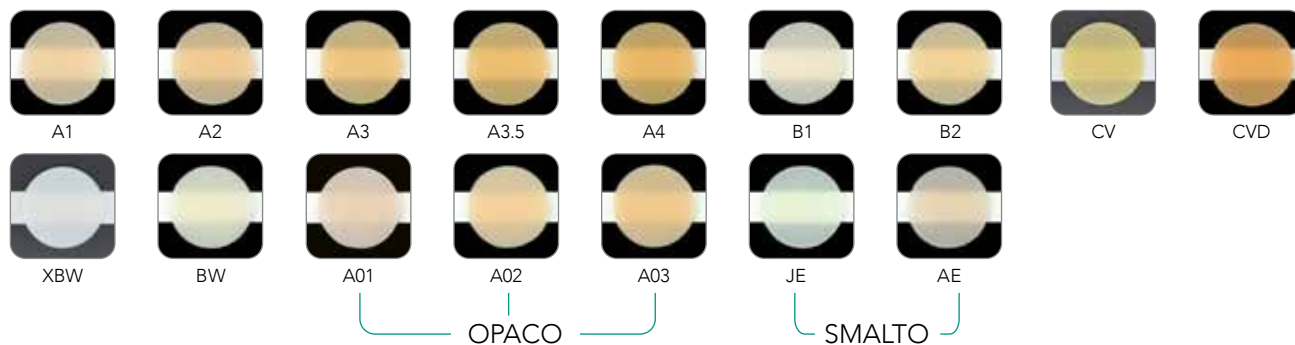 A1 A2 A3 A3.5 A4 B1 B2 CV CVD
XBW BW A01 A02 A03 JE AE
OPACO SMALTO